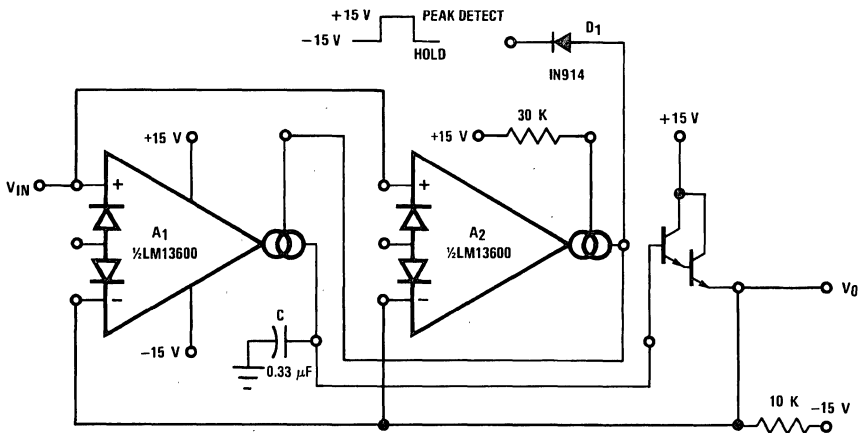 +15 V
PEAK DETECT
-15 V
HOLD
D1
IN914
30 K
+15 V
+15 V
+15 V
VIN
+
A1
½LM13600
-
-15 V
C
0.33 µF
+
A2
½LM13600
-
V0
10 K
-15 V